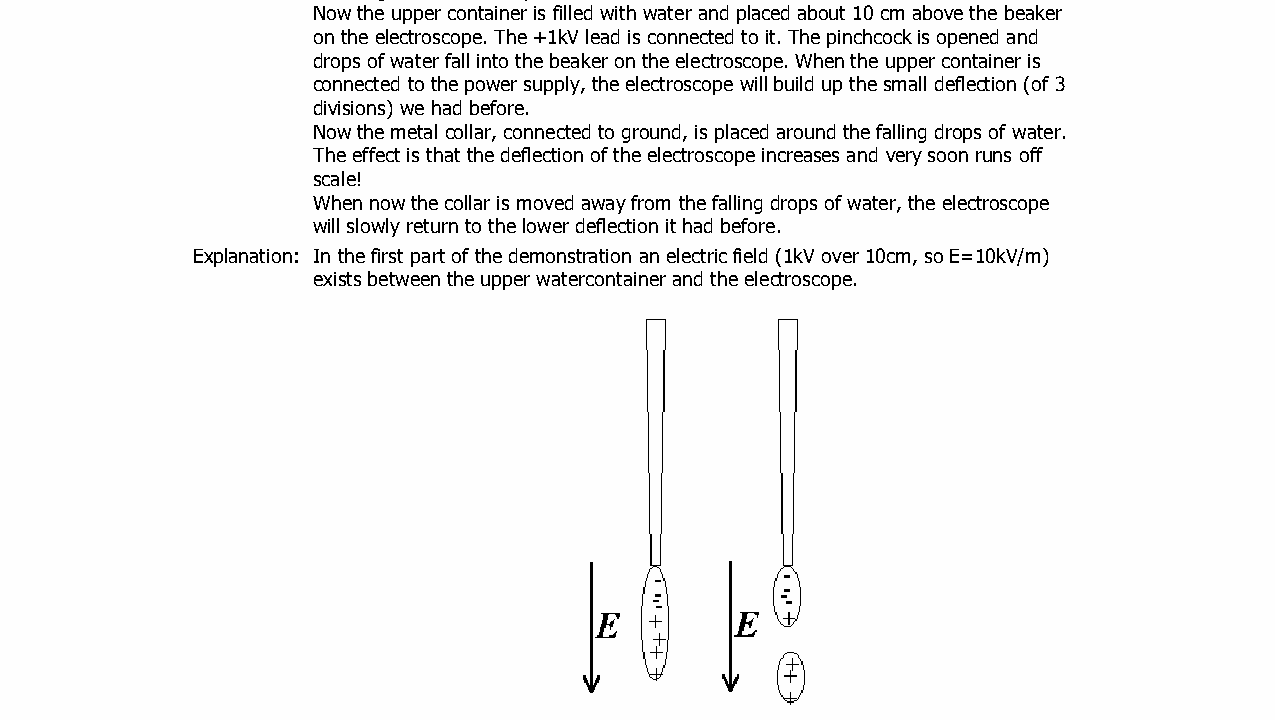 Now the upper container is filled with water and placed about 10 cm above the beaker
on the electroscope. The +1kV lead is connected to it. The pinchcock is opened and
drops of water fall into the beaker on the electroscope. When the upper container is
connected to the power supply, the electroscope will build up the small deflection (of 3
divisions) we had before.
Now the metal collar, connected to ground, is placed around the falling drops of water.
The effect is that the deflection of the electroscope increases and very soon runs off
scale!
When now the collar is moved away from the falling drops of water, the electroscope
will slowly return to the lower deflection it had before.
Explanation: In the first part of the demonstration an electric field (1kV over 10cm, so E=10kV/m)
exists between the upper watercontainer and the electroscope.
E E